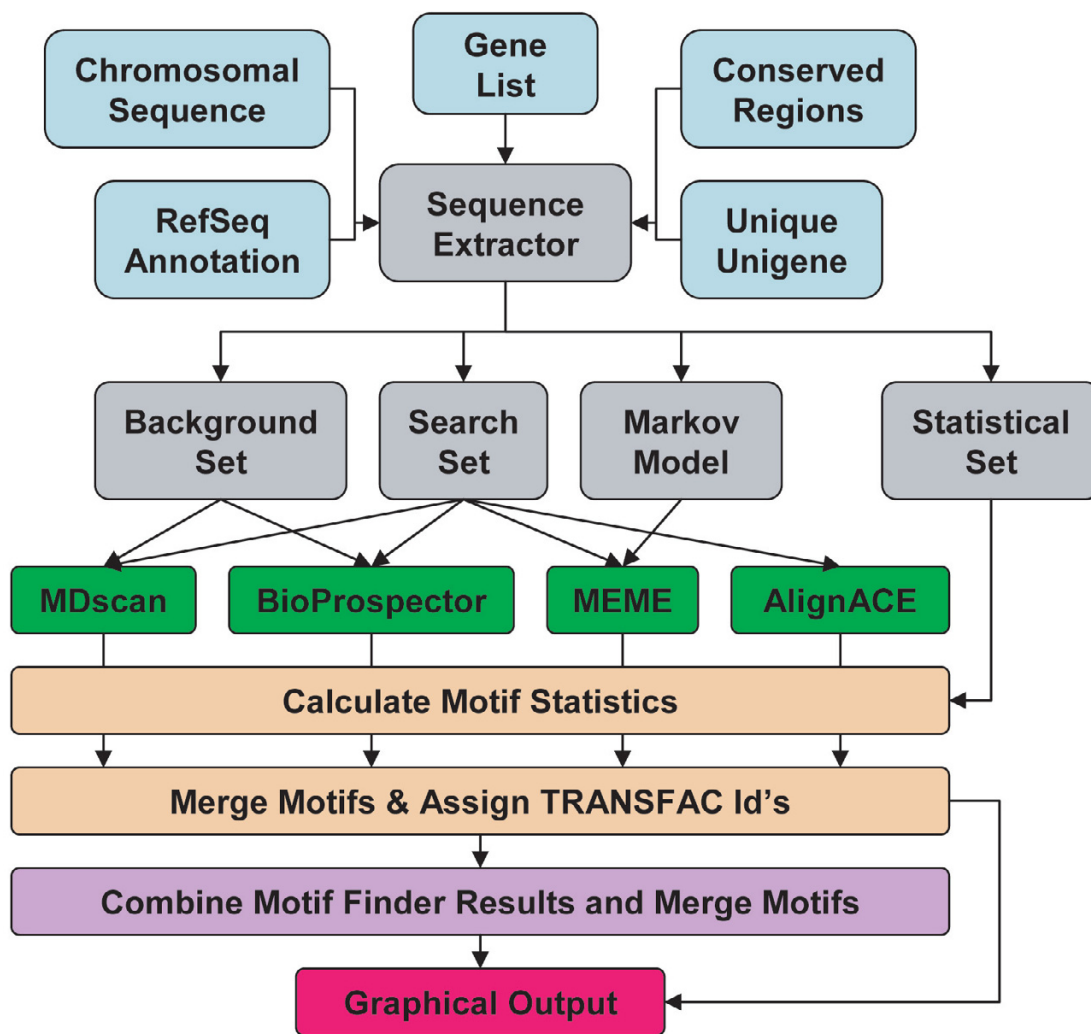 Chromosomal
Sequence
Gene
List
Conserved
Regions
RefSeq
Annotation
Sequence
Extractor
Unique
Unigene
Background
Set
Search
Set
Markov
Model
Statistical
Set
MDscan
BioProspector
MEME
AlignACE
Calculate Motif Statistics
Merge Motifs & Assign TRANSFAC Id's
Combine Motif Finder Results and Merge Motifs
Graphical Output